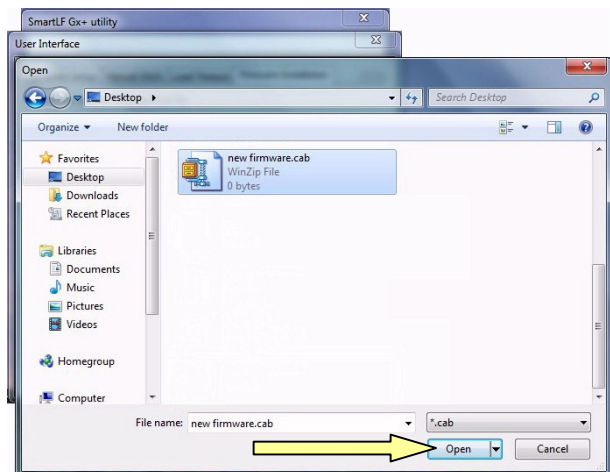 SmartLF Gx+ utility
User Interface
Open
Desktop
Search Desktop
Organize
New folder
Favorites
Desktop
Downloads
Recent Places
Libraries
Documents
Music
Pictures
Videos
Homegroup
Computer
new firmware.cab
WinZip File
0 bytes
File name: new firmware.cab
*.cab
Open
Cancel